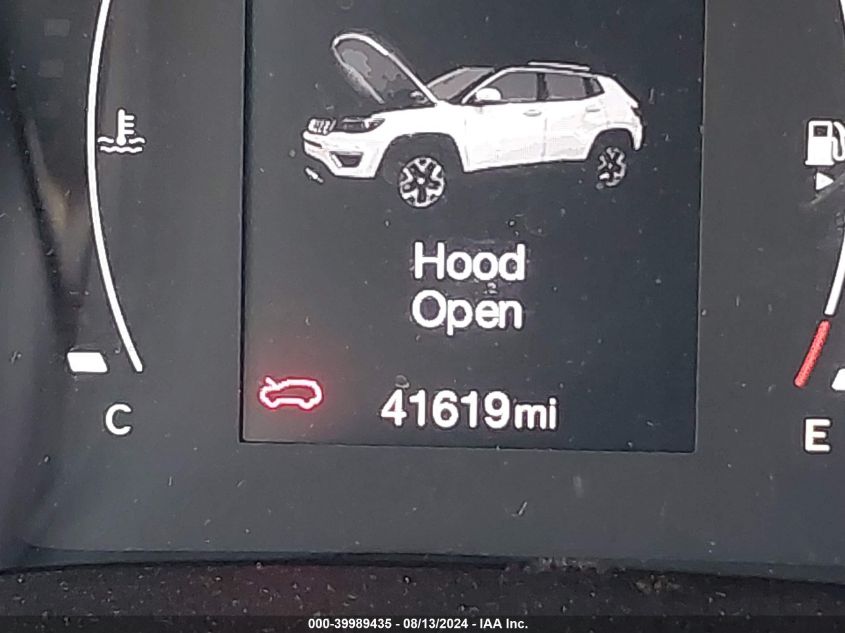 Hood
Open
41619mi
C
E
000-39989435 - 08/13/2024 - IAA Inc.